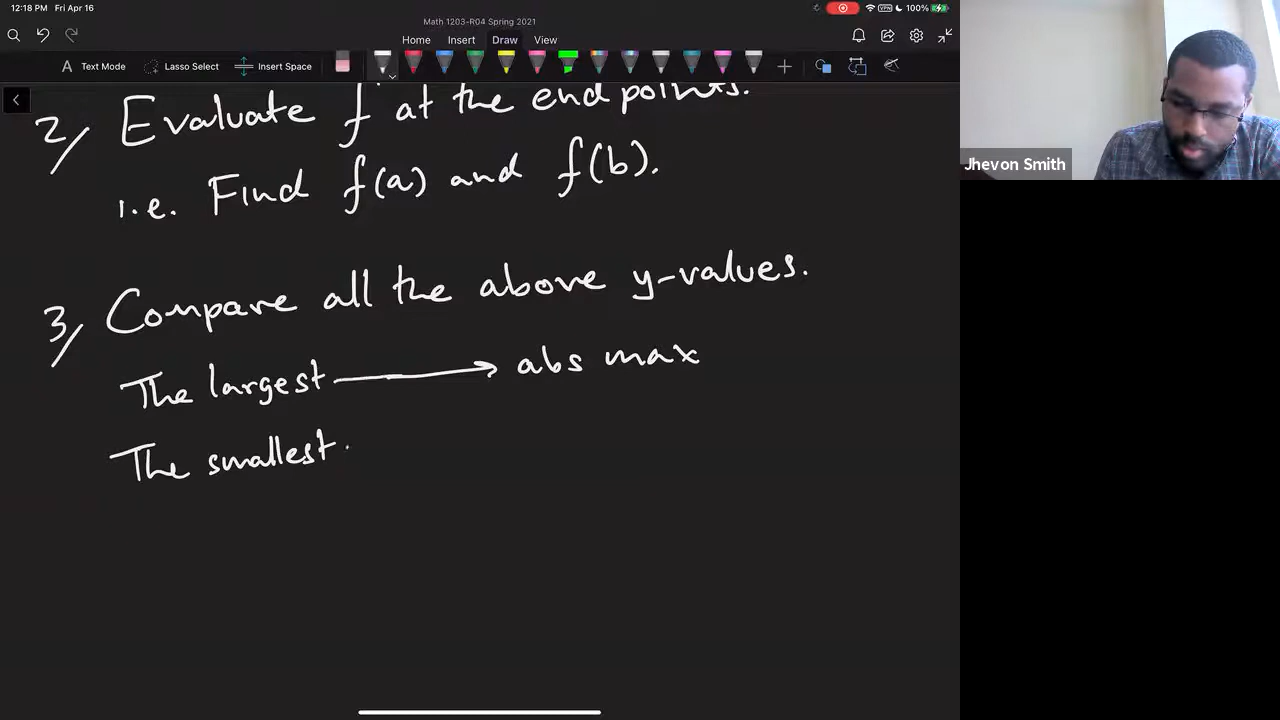 12:18 PM Fri Apr 16
VPN 100%
Math 1203-R04 Spring 2021
Home Insert Draw View
A Text Mode Lasso Select Insert Space
2/ Evaluate f at the endpoints.
i.e. Find f(a) and f(b).
3/ Compare all the above y-values.
The largest → abs max
The smallest
Jhevon Smith